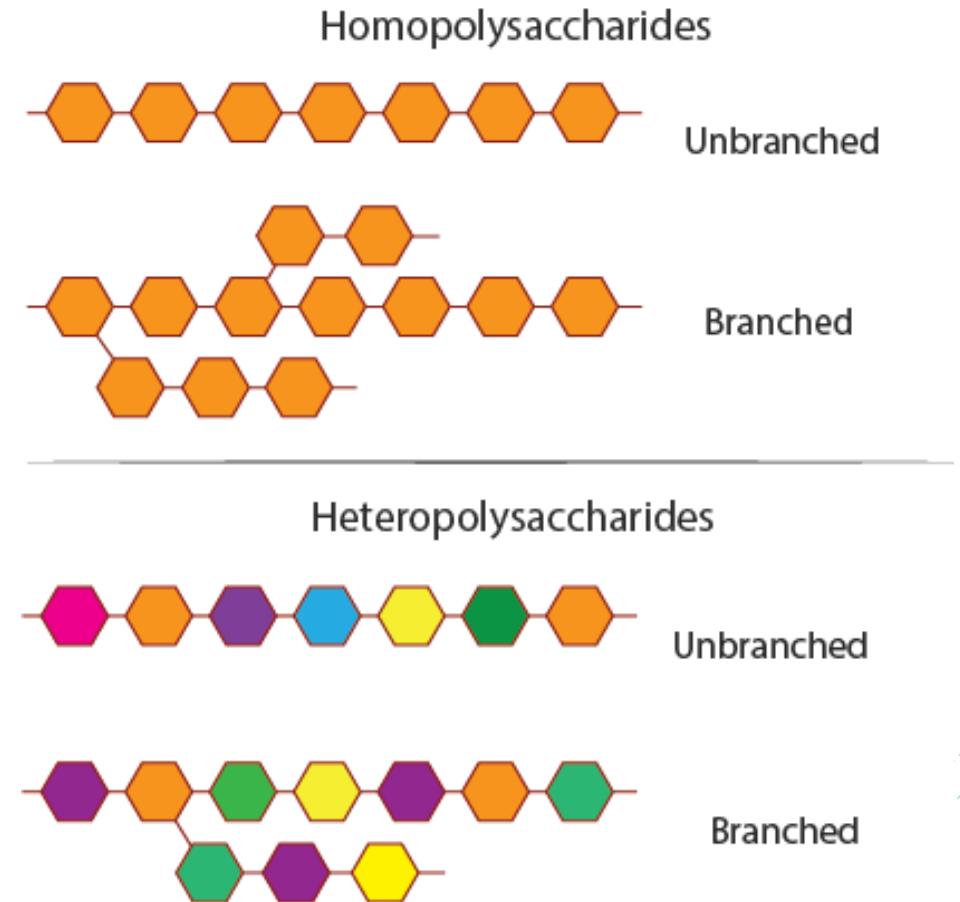 Homopolysaccharides
Unbranched
Branched
Heteropolysaccharides
Unbranched
Branched